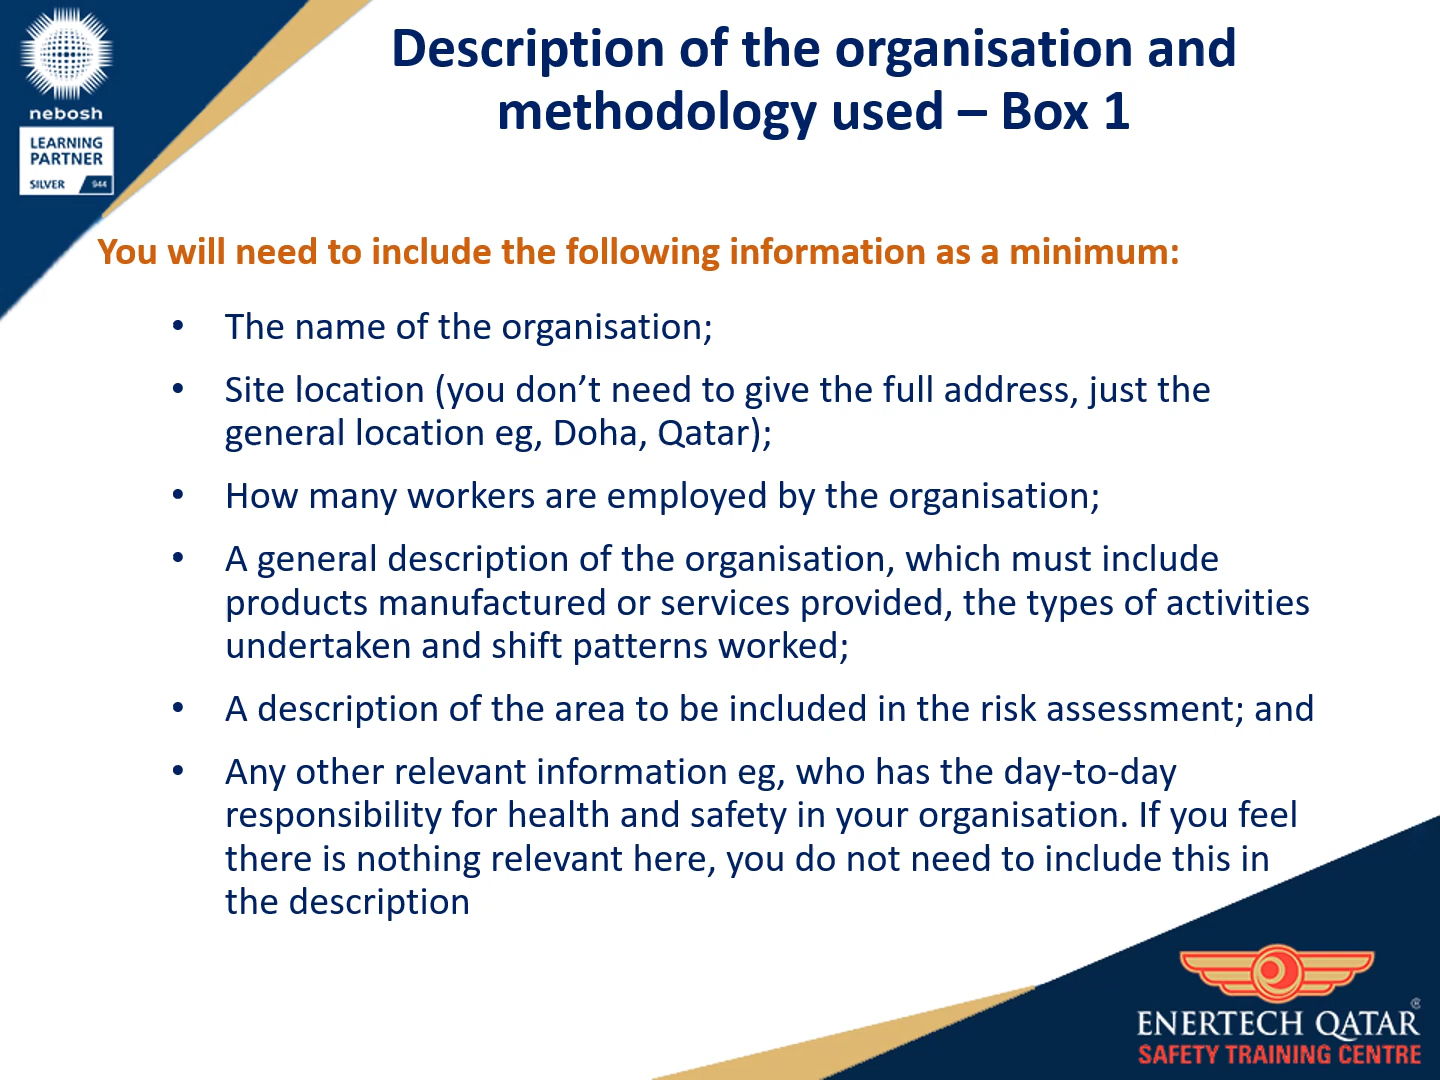 nebosh
LEARNING
PARTNER
SILVER 944
Description of the organisation and
methodology used – Box 1
You will need to include the following information as a minimum:
• The name of the organisation;
• Site location (you don’t need to give the full address, just the
general location eg, Doha, Qatar);
• How many workers are employed by the organisation;
• A general description of the organisation, which must include
products manufactured or services provided, the types of activities
undertaken and shift patterns worked;
• A description of the area to be included in the risk assessment; and
• Any other relevant information eg, who has the day-to-day
responsibility for health and safety in your organisation. If you feel
there is nothing relevant here, you do not need to include this in
the description
ENERTECH QATAR®
SAFETY TRAINING CENTRE